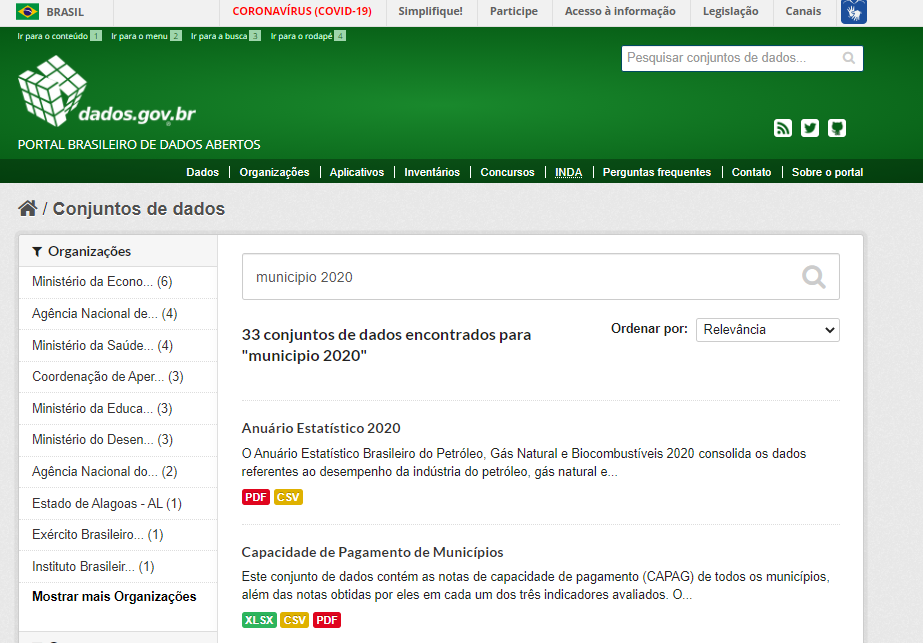 BRASIL
CORONAVÍRUS (COVID-19)
Simplifique!
Participe
Acesso à informação
Legislação
Canais
Ir para o conteúdo 1
Ir para o menu 2
Ir para a busca 3
Ir para o rodapé 4
Pesquisar conjuntos de dados...
dados.gov.br
PORTAL BRASILEIRO DE DADOS ABERTOS
Dados
Organizações
Aplicativos
Inventários
Concursos
INDA
Perguntas frequentes
Contato
Sobre o portal
/ Conjuntos de dados
Organizações
Ministério da Econo... (6)
Agência Nacional de... (4)
Ministério da Saúde... (4)
Coordenação de Aper... (3)
Ministério da Educa... (3)
Ministério do Desen... (3)
Agência Nacional do... (2)
Estado de Alagoas - AL (1)
Exército Brasileiro... (1)
Instituto Brasileir... (1)
Mostrar mais Organizações
municipio 2020
33 conjuntos de dados encontrados para
"municipio 2020"
Ordenar por:
Relevância
Anuário Estatístico 2020
O Anuário Estatístico Brasileiro do Petróleo, Gás Natural e Biocombustíveis 2020 consolida os dados
referentes ao desempenho da indústria do petróleo, gás natural e...
PDF CSV
Capacidade de Pagamento de Municípios
Este conjunto de dados contém as notas de capacidade de pagamento (CAPAG) de todos os municípios,
além das notas obtidas por eles em cada um dos três indicadores avaliados. O...
XLSX CSV PDF